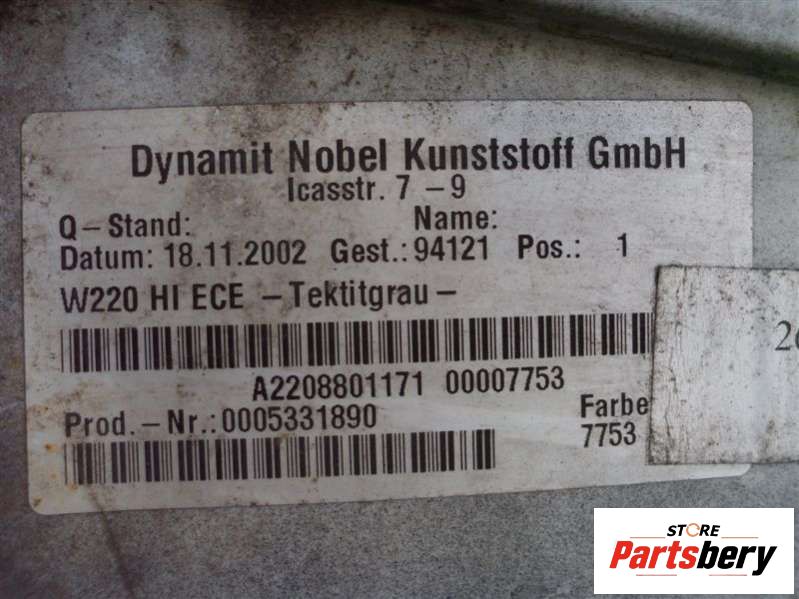 Dynamit Nobel Kunststoff GmbH
Icasstr. 7 - 9
Q-Stand: Name:
Datum: 18.11.2002 Gest.: 94121 Pos.: 1
W220 HI ECE -Tektitgrau-
A2208801171 00007753
Prod.-Nr.:0005331890 Farbe
7753
STORE
Partsbery